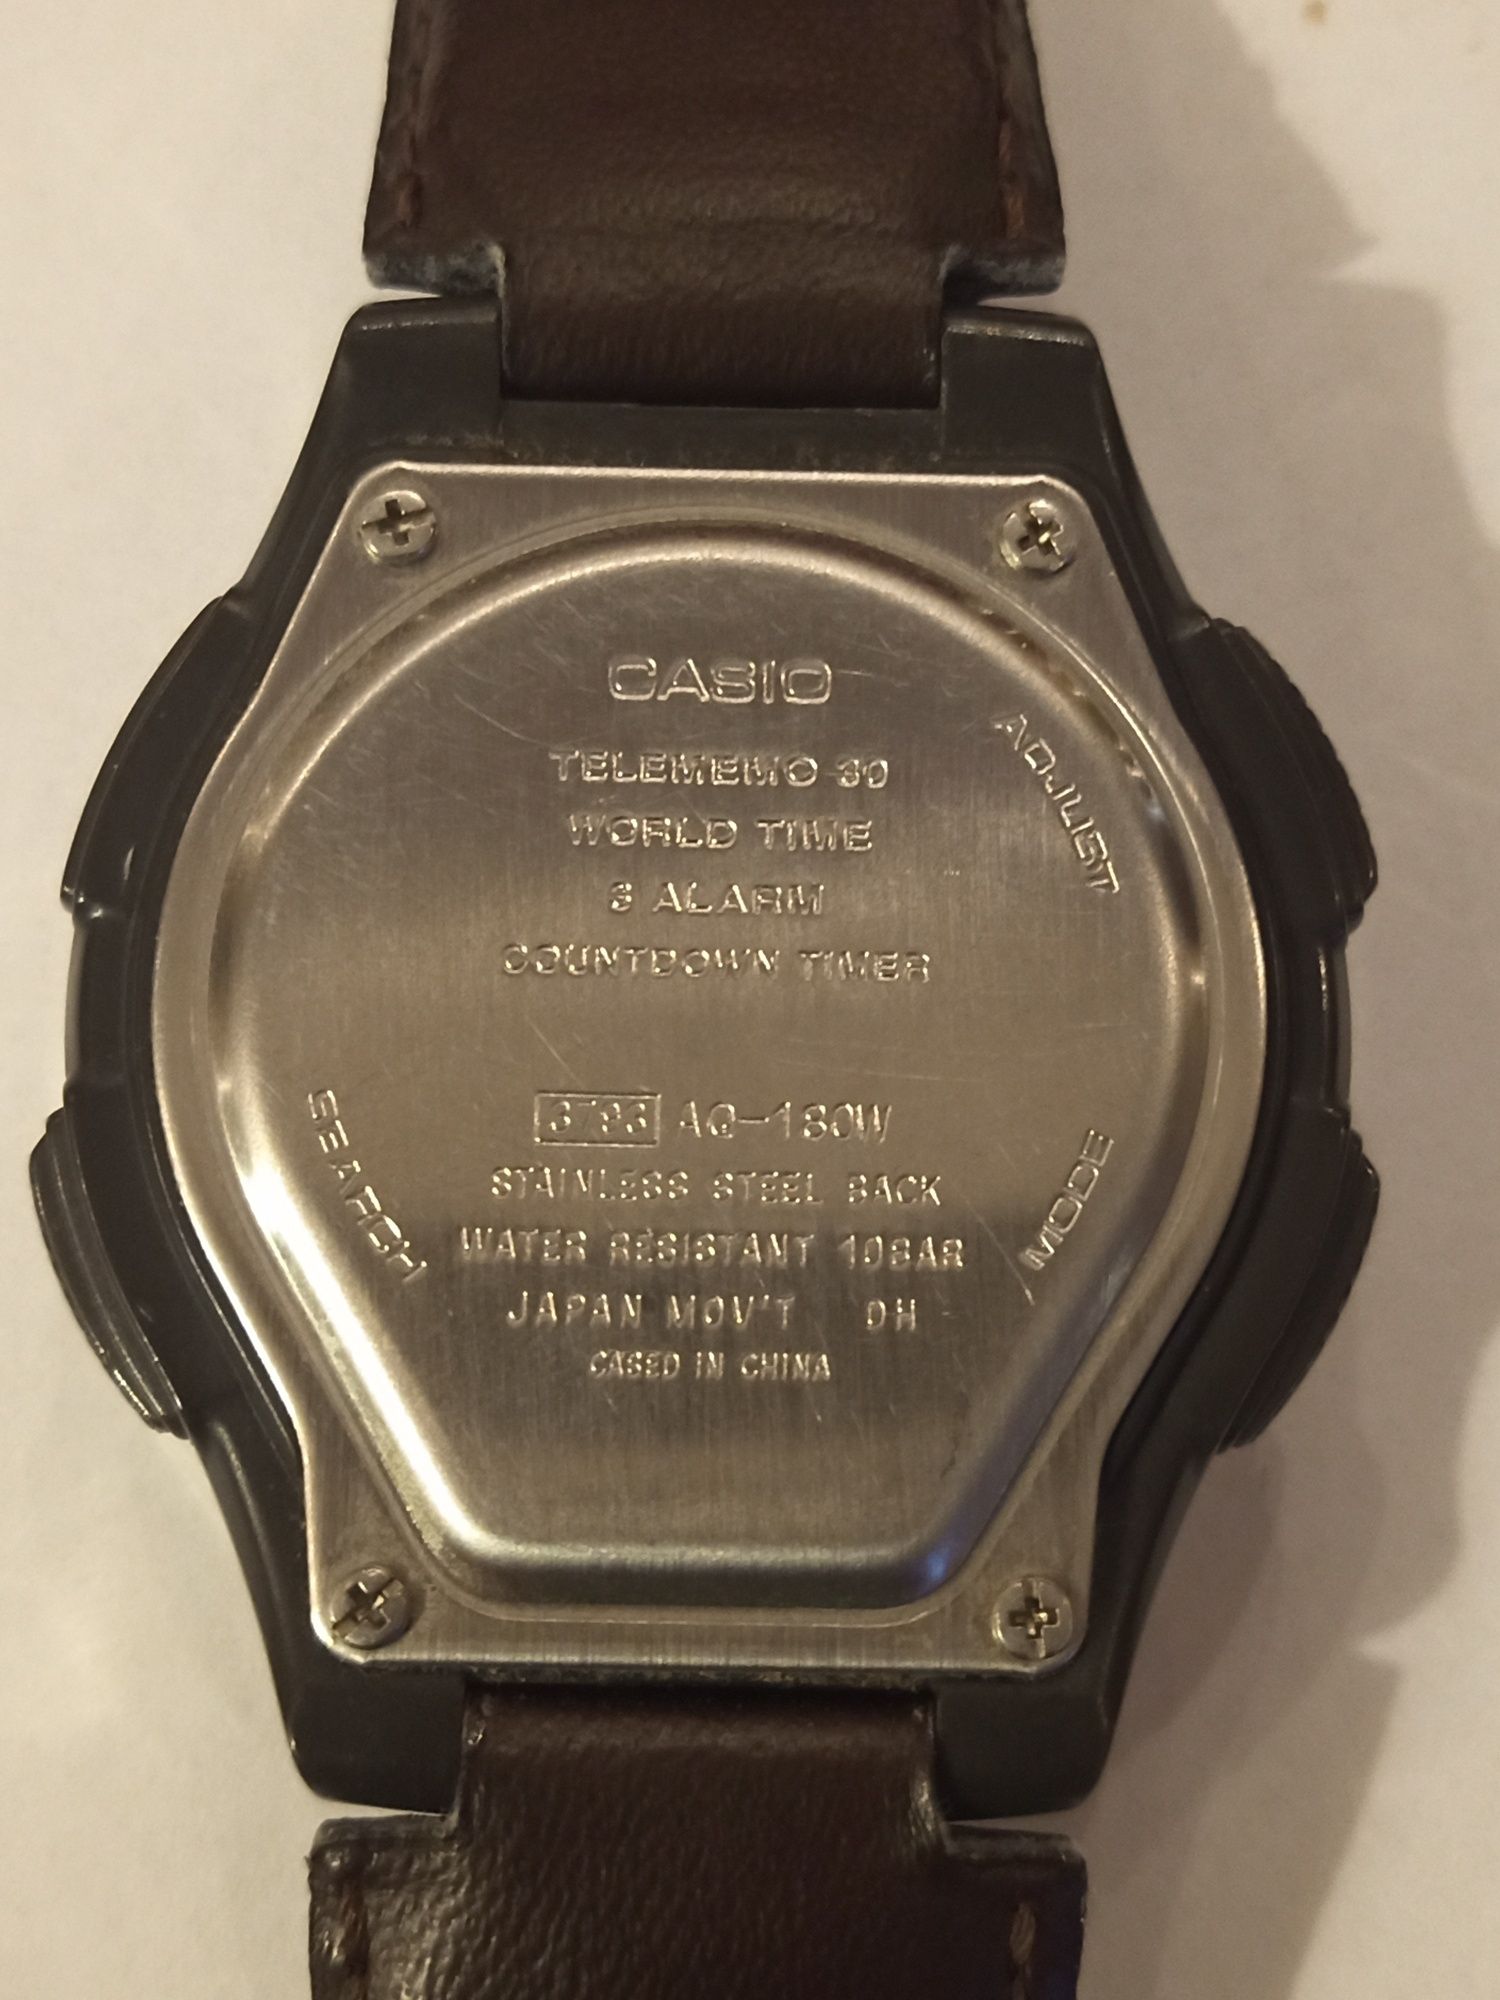 CASIO
TELEMEMO 30
WORLD TIME
3 ALARM
COUNTDOWN TIMER
ADJUST
SEARCH
3793 AQ-180W
MODE
STAINLESS STEEL BACK
WATER RESISTANT 10BAR
JAPAN MOV'T DH
CASED IN CHINA